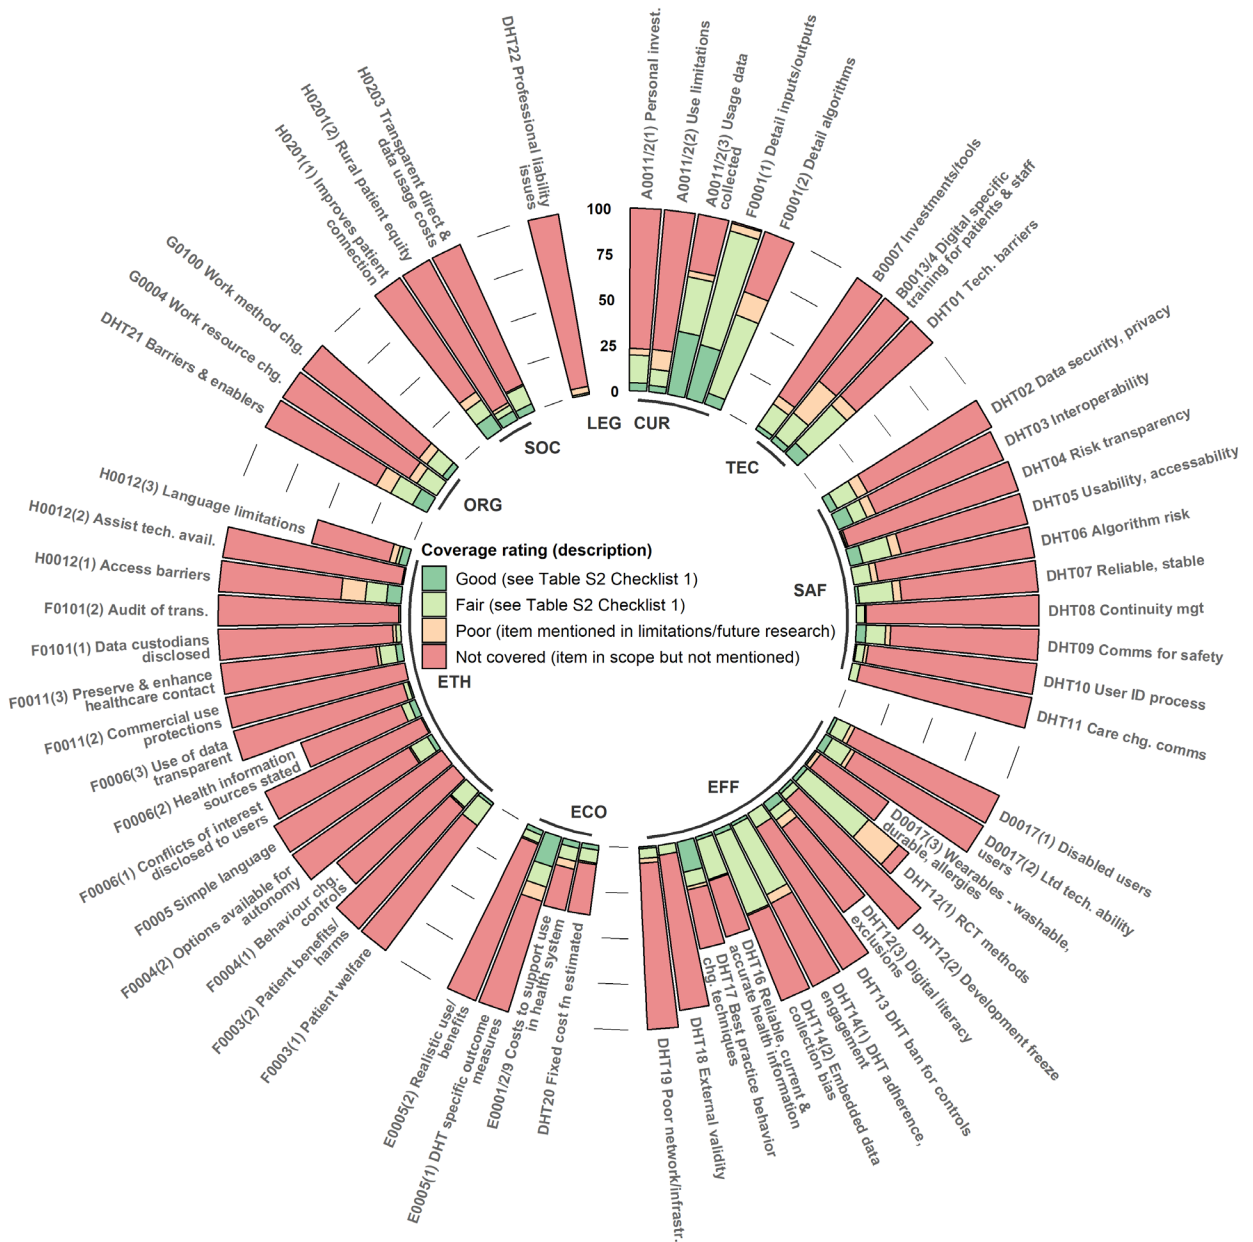 A0011/2(1) Personal invest.
A0011/2(2) Use limitations
A0011/2(3) Usage data
collected
F0001(1) Detail inputs/outputs
F0001(2) Detail algorithms
B0007 Investments/tools
B0013/4 Digital specific
training for patients & staff
DHT01 Tech. barriers
DHT02 Data security, privacy
DHT03 Interoperability
DHT04 Risk transparency
DHT05 Usability, accessability
DHT06 Algorithm risk
DHT07 Reliable, stable
DHT08 Continuity mgt
DHT09 Comms for safety
DHT10 User ID process
DHT11 Care chg. comms
D0017(1) Disabled users
D0017(2) Ltd tech. ability
users
D0017(3) Wearables - washable,
durable, allergies
DHT12(1) RCT methods
DHT12(2) Development freeze
DHT12(3) Digital literacy
exclusions
DHT13 DHT ban for controls
DHT14(1) DHT adherence,
engagement
DHT14(2) Embedded data
collection bias
DHT16 Reliable, current &
accurate health information
DHT17 Best practice behavior
chg. techniques
DHT18 External validity
DHT19 Poor network/infrastr.
DHT20 Fixed cost fn estimated
E0001/2/9 Costs to support use
in health system
E0005(1) DHT specific outcome
measures
E0005(2) Realistic use/
benefits
F0003(1) Patient welfare
F0003(2) Patient benefits/
harms
F0004(1) Behaviour chg.
controls
F0004(2) Options available for
autonomy
F0005 Simple language
F0006(1) Conflicts of interest
disclosed to users
F0006(2) Health information
sources stated
F0006(3) Use of data
transparent
F0011(2) Commercial use
protections
F0011(3) Preserve & enhance
healthcare contact
F0101(1) Data custodians
disclosed
F0101(2) Audit of trans.
H0012(1) Access barriers
H0012(2) Assist tech. avail.
H0012(3) Language limitations
DHT21 Barriers & enablers
G0004 Work resource chg.
G0100 Work method chg.
H0201(1) Improves patient
connection
H0201(2) Rural patient equity
H0203 Transparent direct &
data usage costs
DHT22 Professional liability
issues
100
75
50
25
0
LEG
CUR
TEC
SAF
EFF
ECO
ETH
ORG
SOC
Coverage rating (description)
Good (see Table S2 Checklist 1)
Fair (see Table S2 Checklist 1)
Poor (item mentioned in limitations/future research)
Not covered (item in scope but not mentioned)